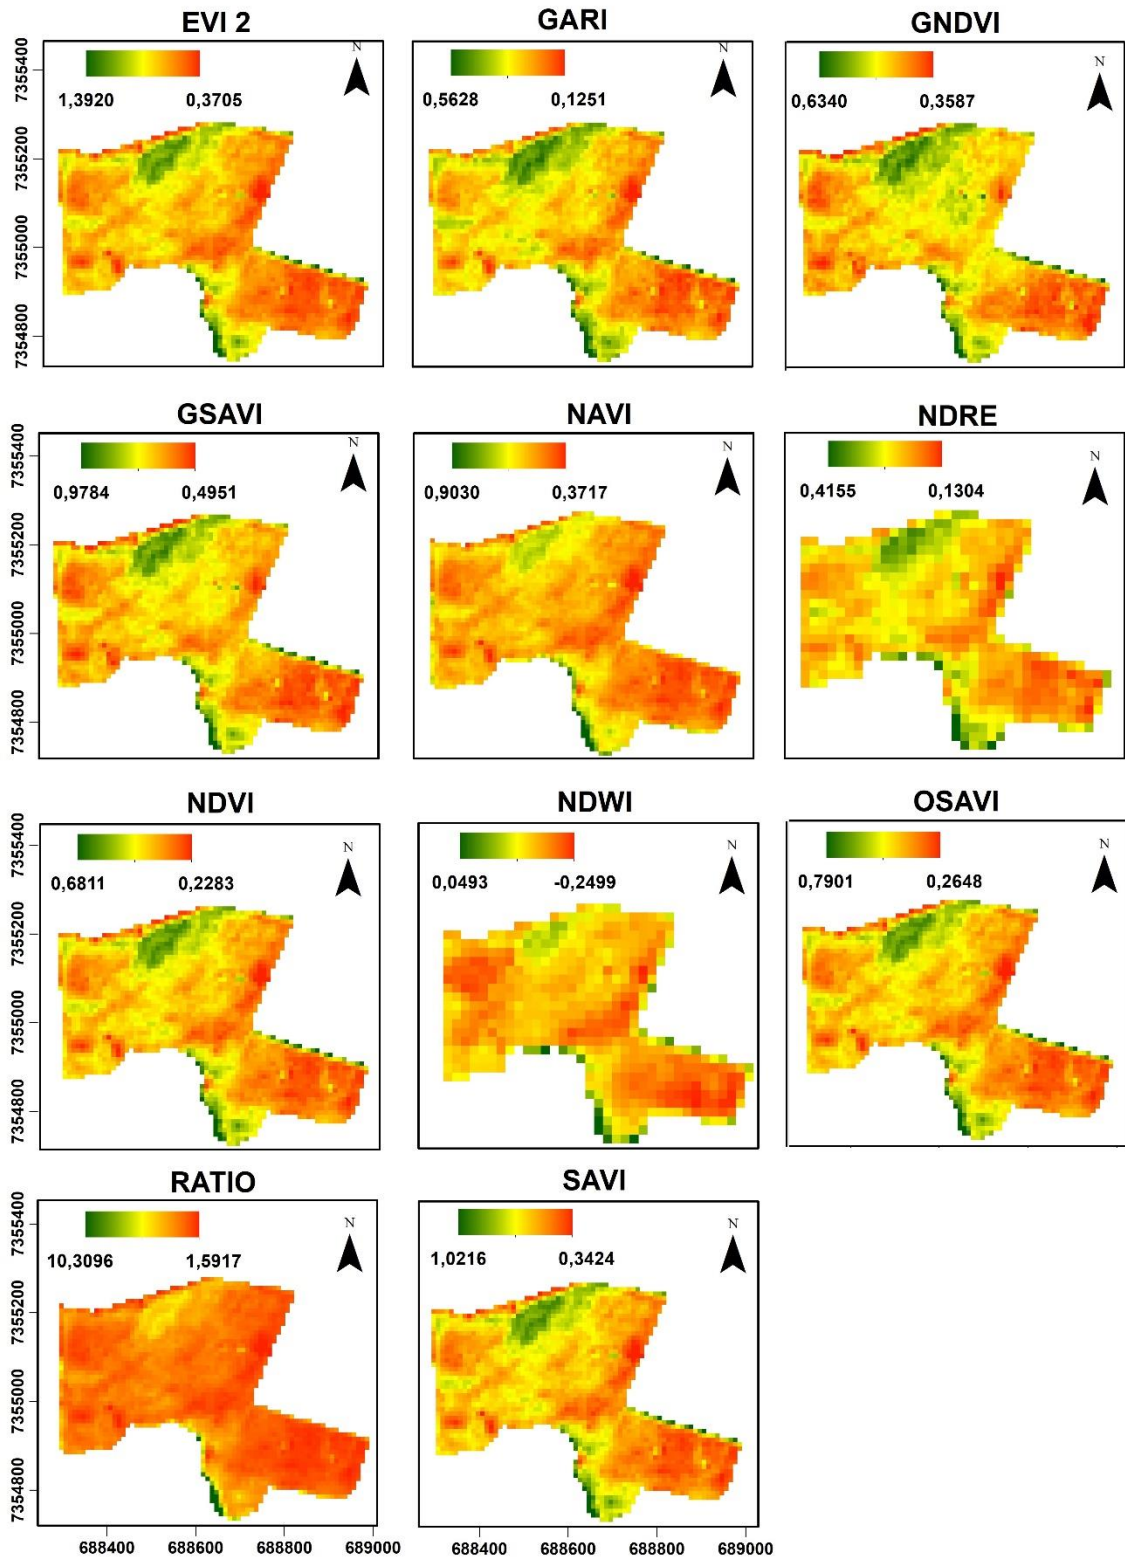 EVI 2 GARI GNDVI
N N N
1,3920 0,3705 0,5628 0,1251 0,6340 0,3587
7355400
7355200
7355000
7354800
GSAVI NAVI NDRE
N N N
0,9784 0,4951 0,9030 0,3717 0,4155 0,1304
7355400
7355200
7355000
7354800
NDVI NDWI OSAVI
N N N
0,6811 0,2283 0,0493 -0,2499 0,7901 0,2648
7355400
7355200
7355000
7354800
RATIO SAVI
N N
10,3096 1,5917 1,0216 0,3424
7355400
7355200
7355000
7354800
688400 688600 688800 689000 688400 688600 688800 689000